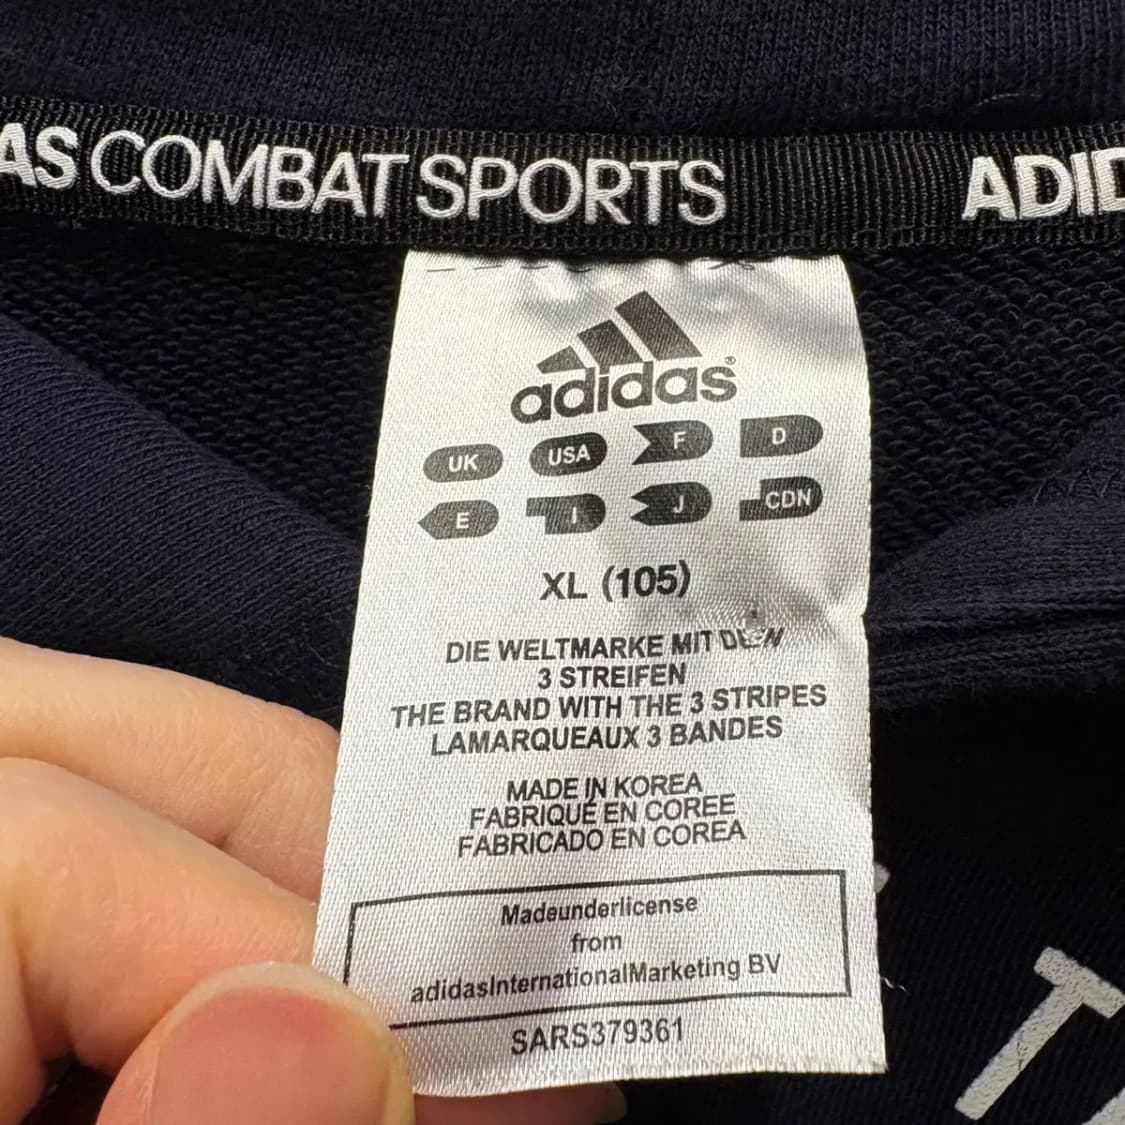 AS COMBAT SPORTS ADID
adidas®
UK USA F D
E I J CDN
XL (105)
DIE WELTMARKE MIT DEN
3 STREIFEN
THE BRAND WITH THE 3 STRIPES
LAMARQUEAUX 3 BANDES
MADE IN KOREA
FABRIQUÉ EN COREE
FABRICADO EN COREA
Madeunderlicense
from
adidasInternationalMarketing BV
SARS379361
T